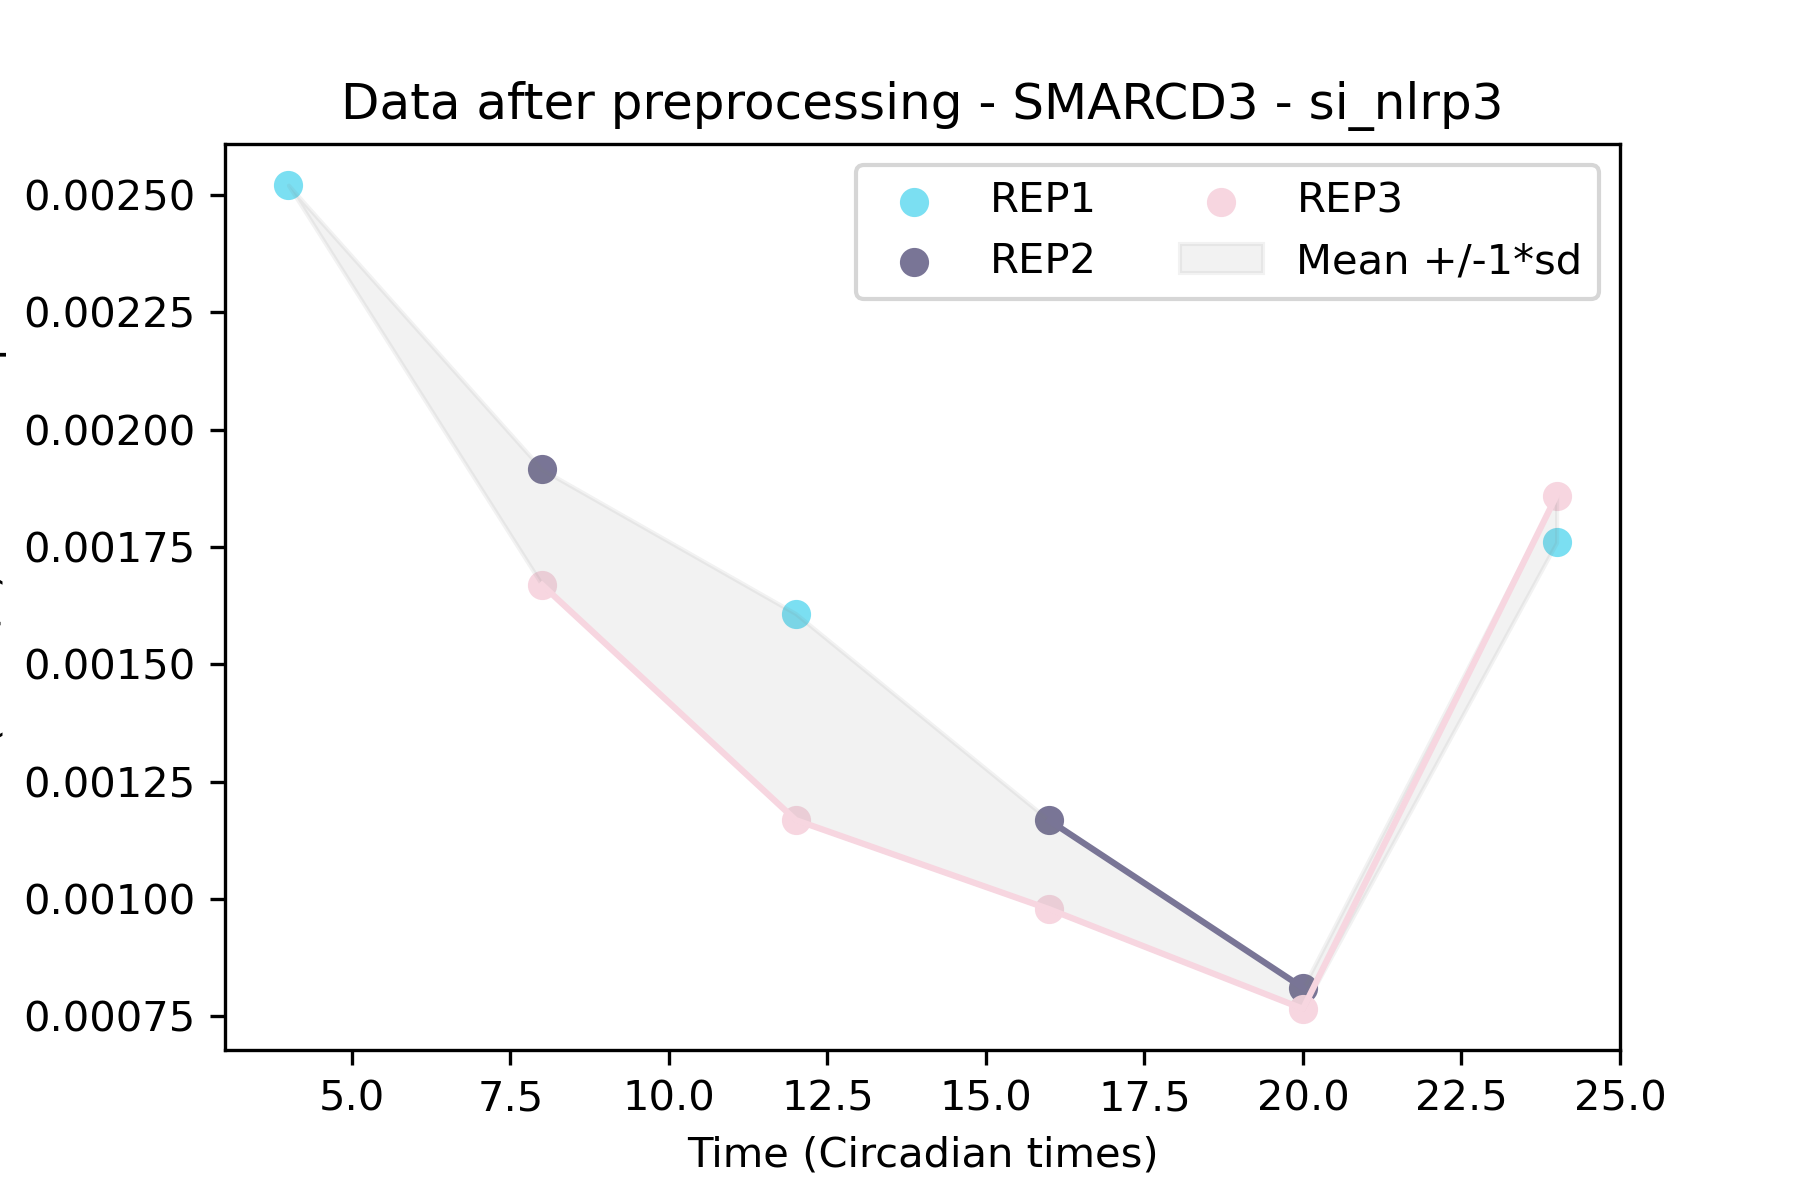 Data after preprocessing - SMARCD3 - si_nlrp3
REP1
REP2
REP3
Mean +/-1*sd
0.00250
0.00225
0.00200
0.00175
0.00150
0.00125
0.00100
0.00075
5.0 7.5 10.0 12.5 15.0 17.5 20.0 22.5 25.0
Time (Circadian times)